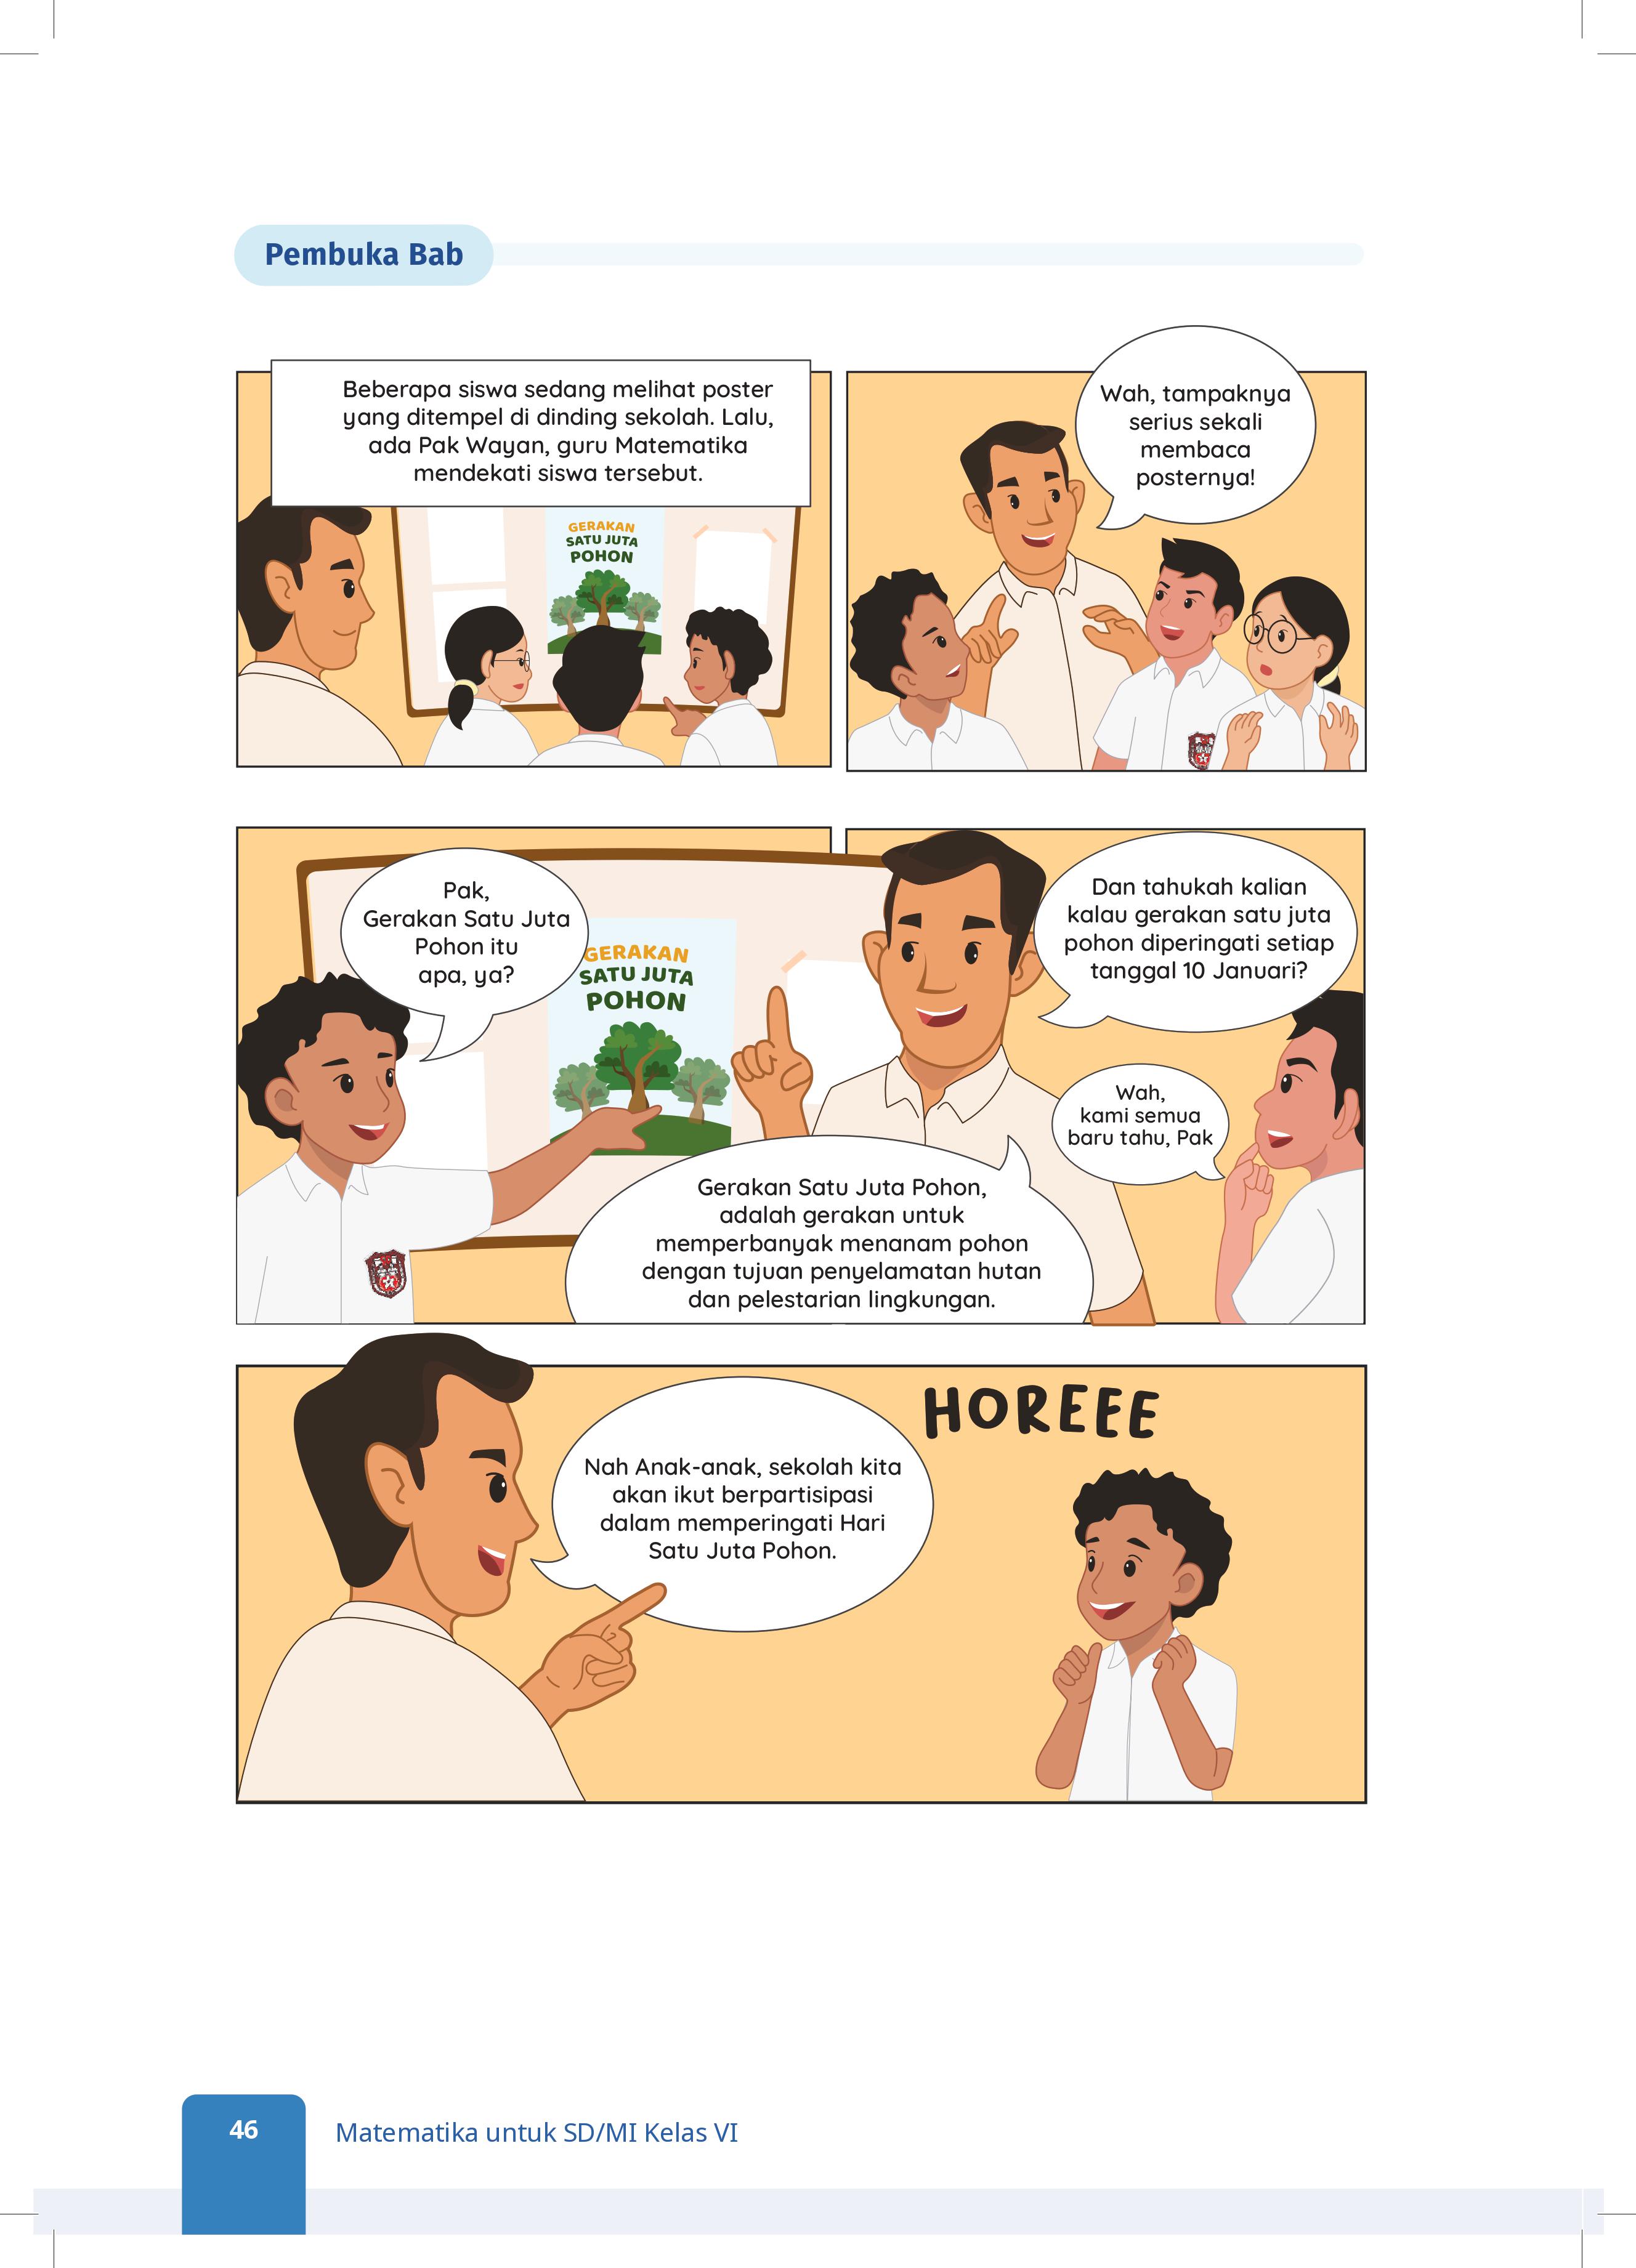 Pembuka Bab
Beberapa siswa sedang melihat poster
yang ditempel di dinding sekolah. Lalu,
ada Pak Wayan, guru Matematika
mendekati siswa tersebut.
GERAKAN
SATU JUTA
POHON
Wah, tampaknya
serius sekali
membaca
posternya!
Pak,
Gerakan Satu Juta
Pohon itu
apa, ya?
GERAKAN
SATU JUTA
POHON
Gerakan Satu Juta Pohon,
adalah gerakan untuk
memperbanyak menanam pohon
dengan tujuan penyelamatan hutan
dan pelestarian lingkungan.
Dan tahukah kalian
kalau gerakan satu juta
pohon diperingati setiap
tanggal 10 Januari?
Wah,
kami semua
baru tahu, Pak
Nah Anak-anak, sekolah kita
akan ikut berpartisipasi
dalam memperingati Hari
Satu Juta Pohon.
HOREEE
46
Matematika untuk SD/MI Kelas VI